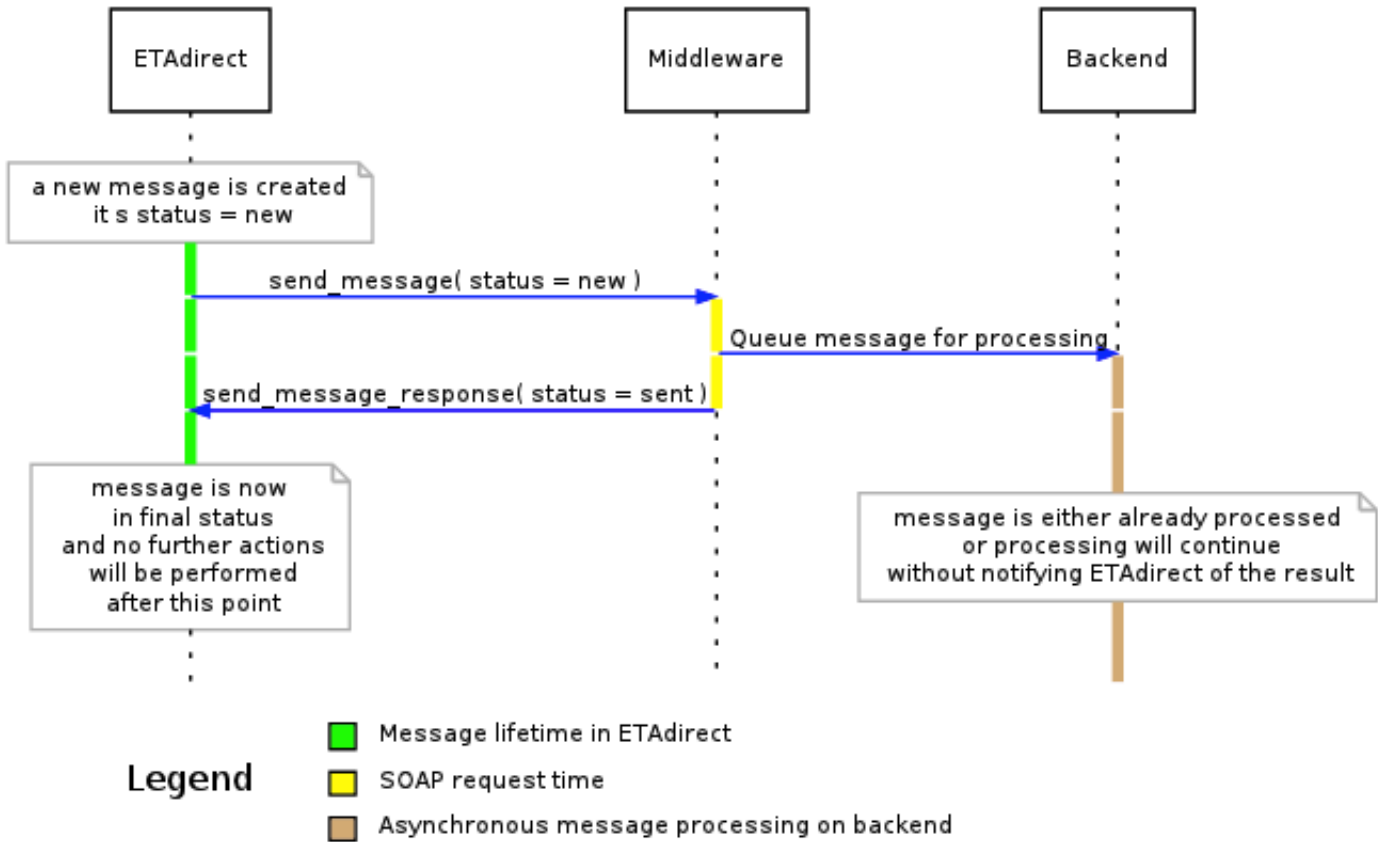 ETAdirect
Middleware
Backend
a new message is created
it s status = new
send_message( status = new )
Queue message for processing
send_message_response( status = sent )
message is now
in final status
and no further actions
will be performed
after this point
message is either already processed
or processing will continue
without notifying ETAdirect of the result
Legend
Message lifetime in ETAdirect
SOAP request time
Asynchronous message processing on backend